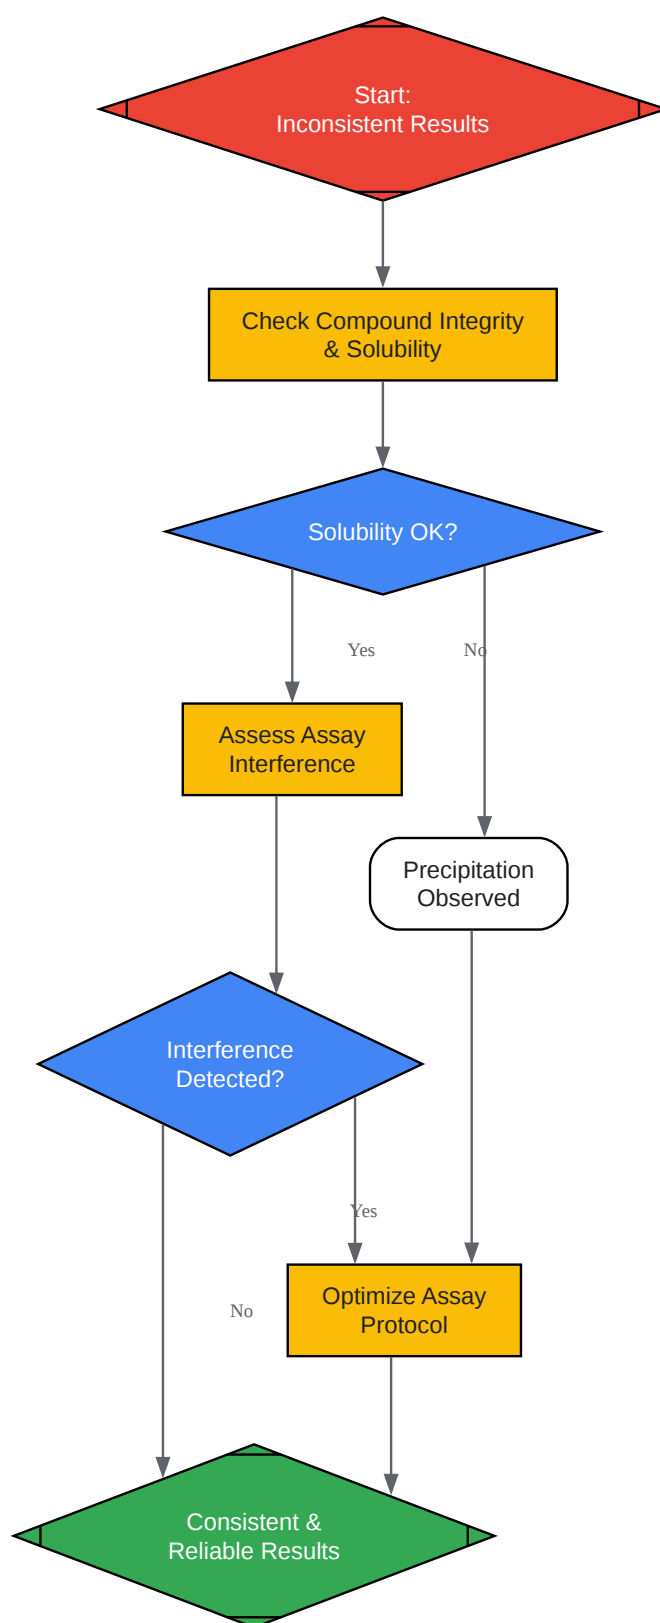 Start:
Inconsistent Results
Check Compound Integrity
& Solubility
Solubility OK?
Yes
No
Assess Assay
Interference
Precipitation
Observed
Interference
Detected?
Yes
Optimize Assay
Protocol
No
Consistent &
Reliable Results